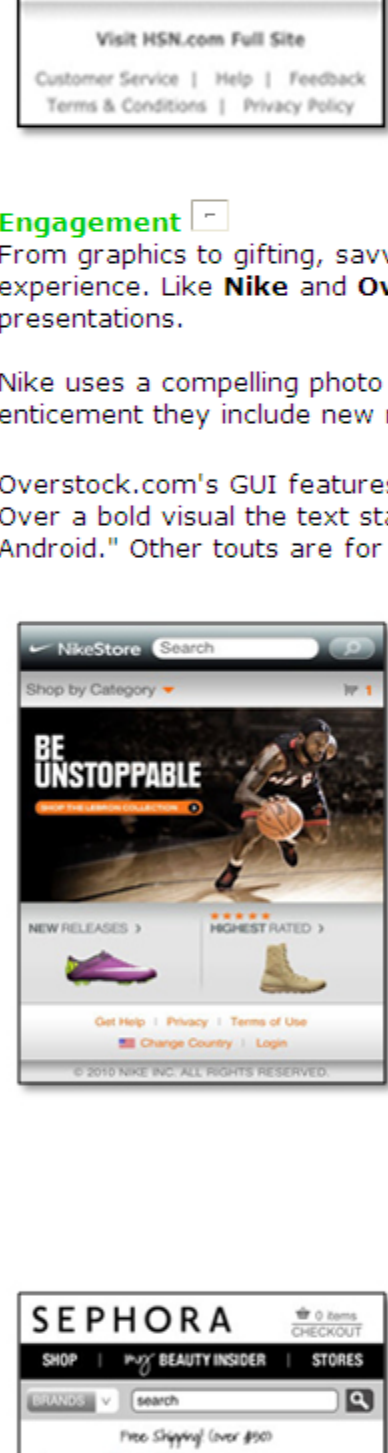 Visit HSN.com Full Site
Customer Service | Help | Feedback
Terms & Conditions | Privacy Policy
Engagement
From graphics to gifting, savv
experience. Like Nike and Ov
presentations.
Nike uses a compelling photo
enticement they include new r
Overstock.com's GUI features
Over a bold visual the text sta
Android." Other touts are for
NikeStore Search
Shop by Category 1
BE
UNSTOPPABLE
SHOP THE LEBRON COLLECTION
NEW RELEASES > HIGHEST RATED >
Get Help | Privacy | Terms of Use
Change Country | Login
© 2010 NIKE INC. ALL RIGHTS RESERVED.
SEPHORA 0 items
CHECKOUT
SHOP | my BEAUTY INSIDER | STORES
BRANDS search
Free Shipping! (over $50)